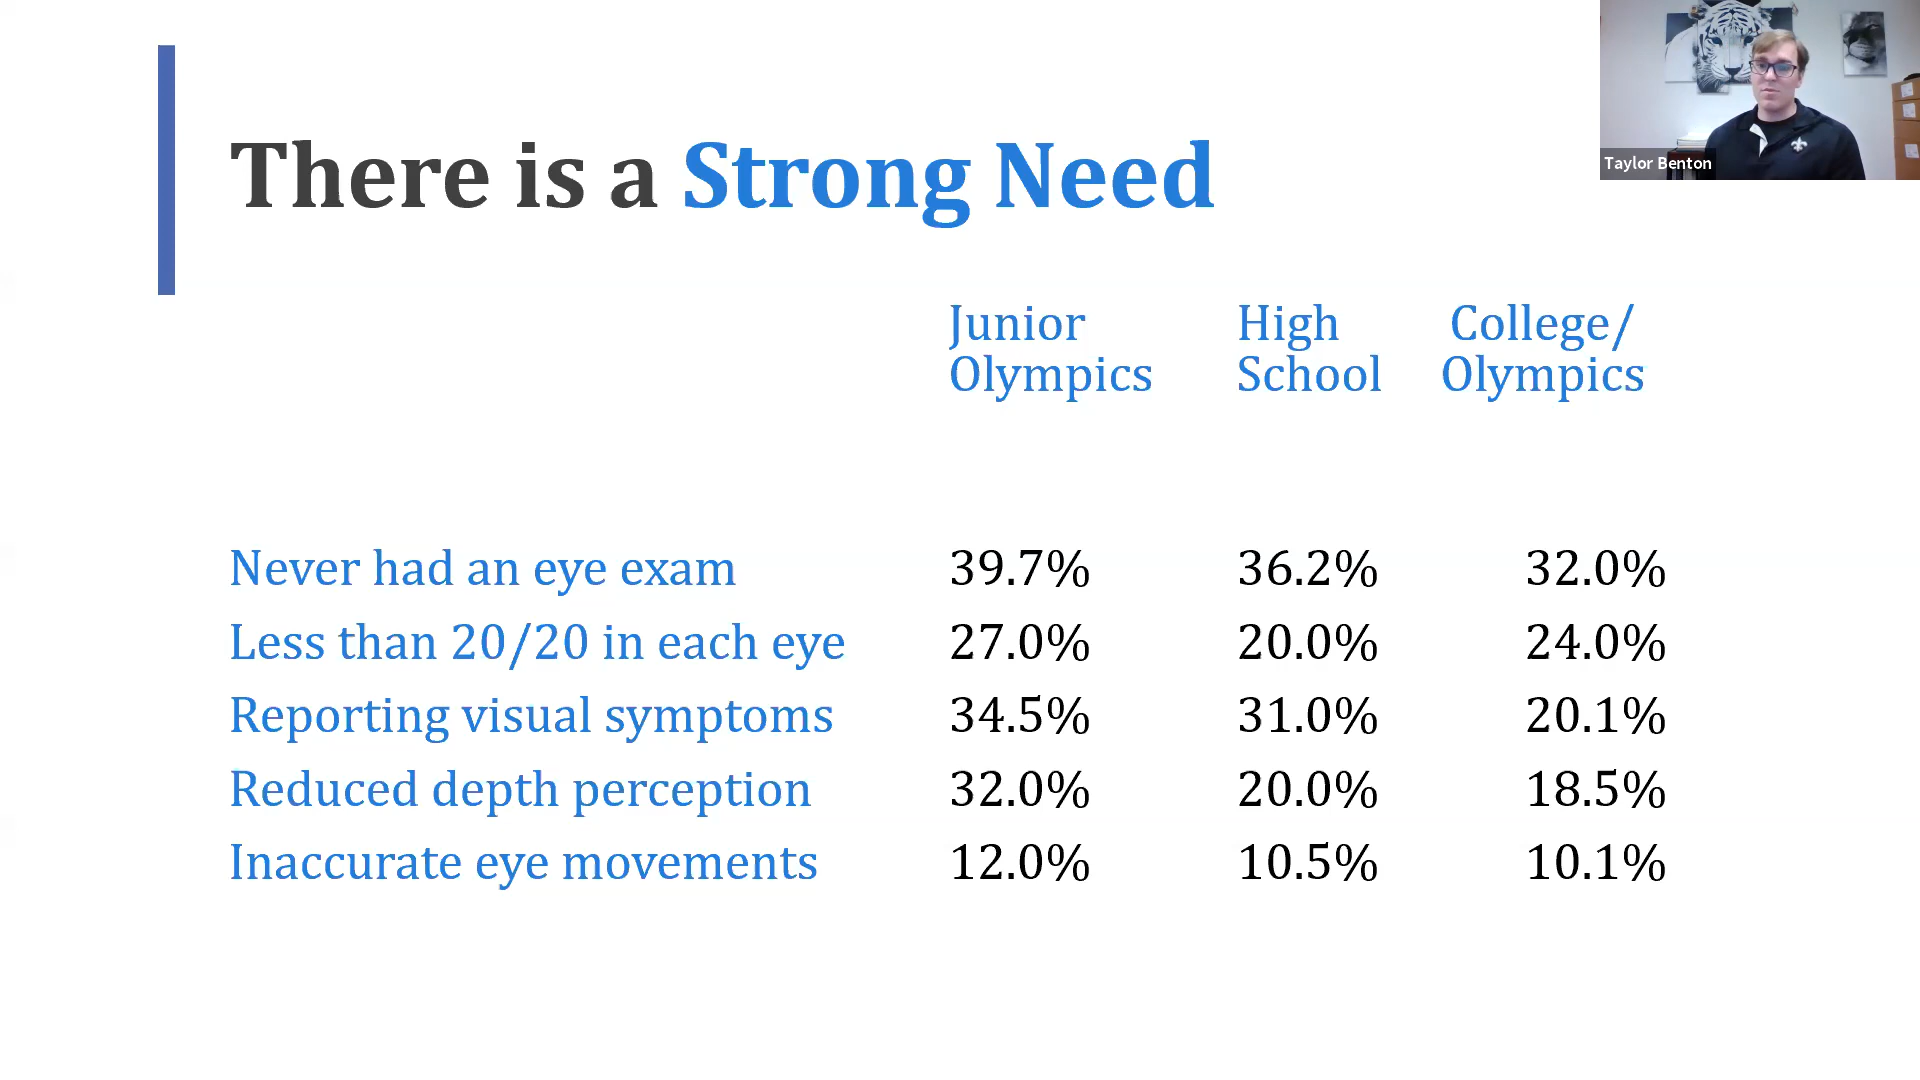 There is a Strong Need
Taylor Benton
Junior Olympics
High School
College/ Olympics
Never had an eye exam 39.7% 36.2% 32.0%
Less than 20/20 in each eye 27.0% 20.0% 24.0%
Reporting visual symptoms 34.5% 31.0% 20.1%
Reduced depth perception 32.0% 20.0% 18.5%
Inaccurate eye movements 12.0% 10.5% 10.1%